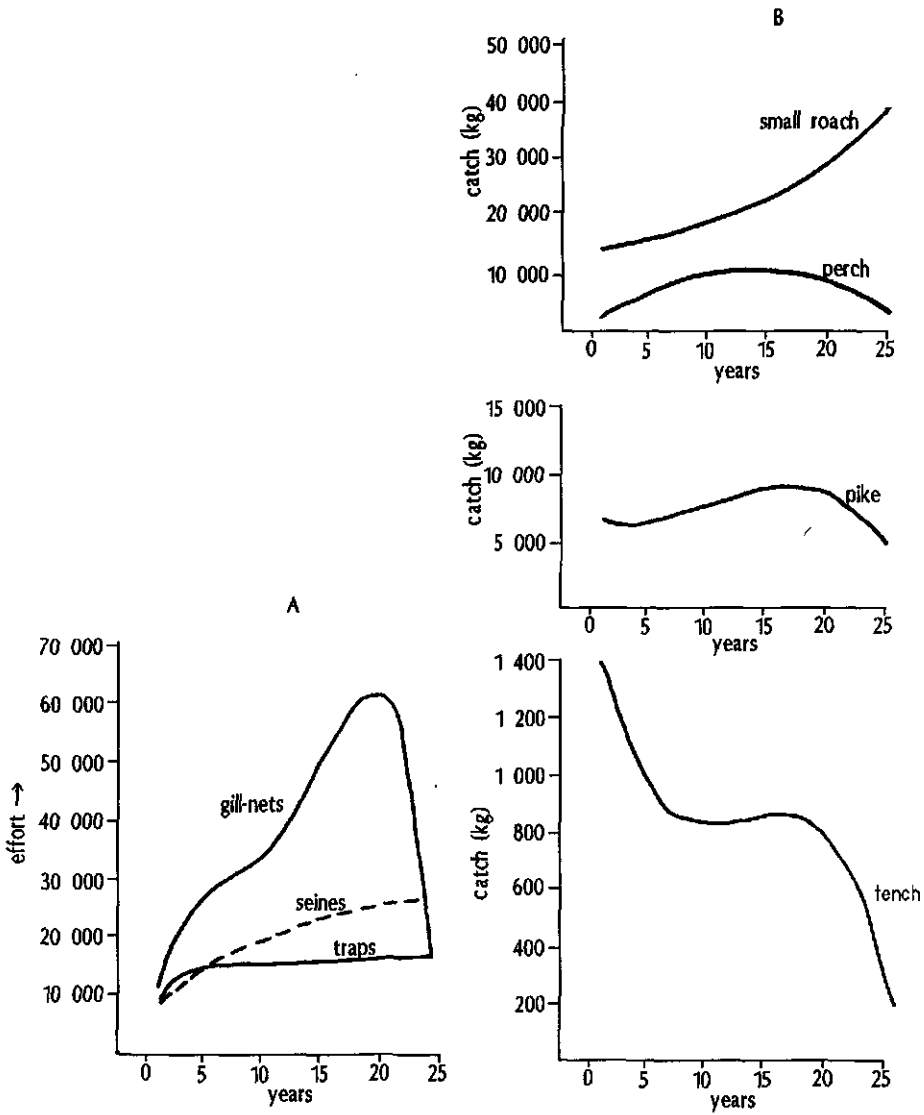 B
50 000
40 000
30 000
20 000
10 000
catch (kg)
small roach
perch
0 5 10 15 20 25
years
15 000
10 000
5 000
catch (kg)
pike
0 5 10 15 20 25
years
A
70 000
60 000
50 000
40 000
30 000
20 000
10 000
effort →
gill-nets
seines
traps
0 5 10 15 20 25
years
1 400
1 200
1 000
800
600
400
200
catch (kg)
tench
0 5 10 15 20 25
years